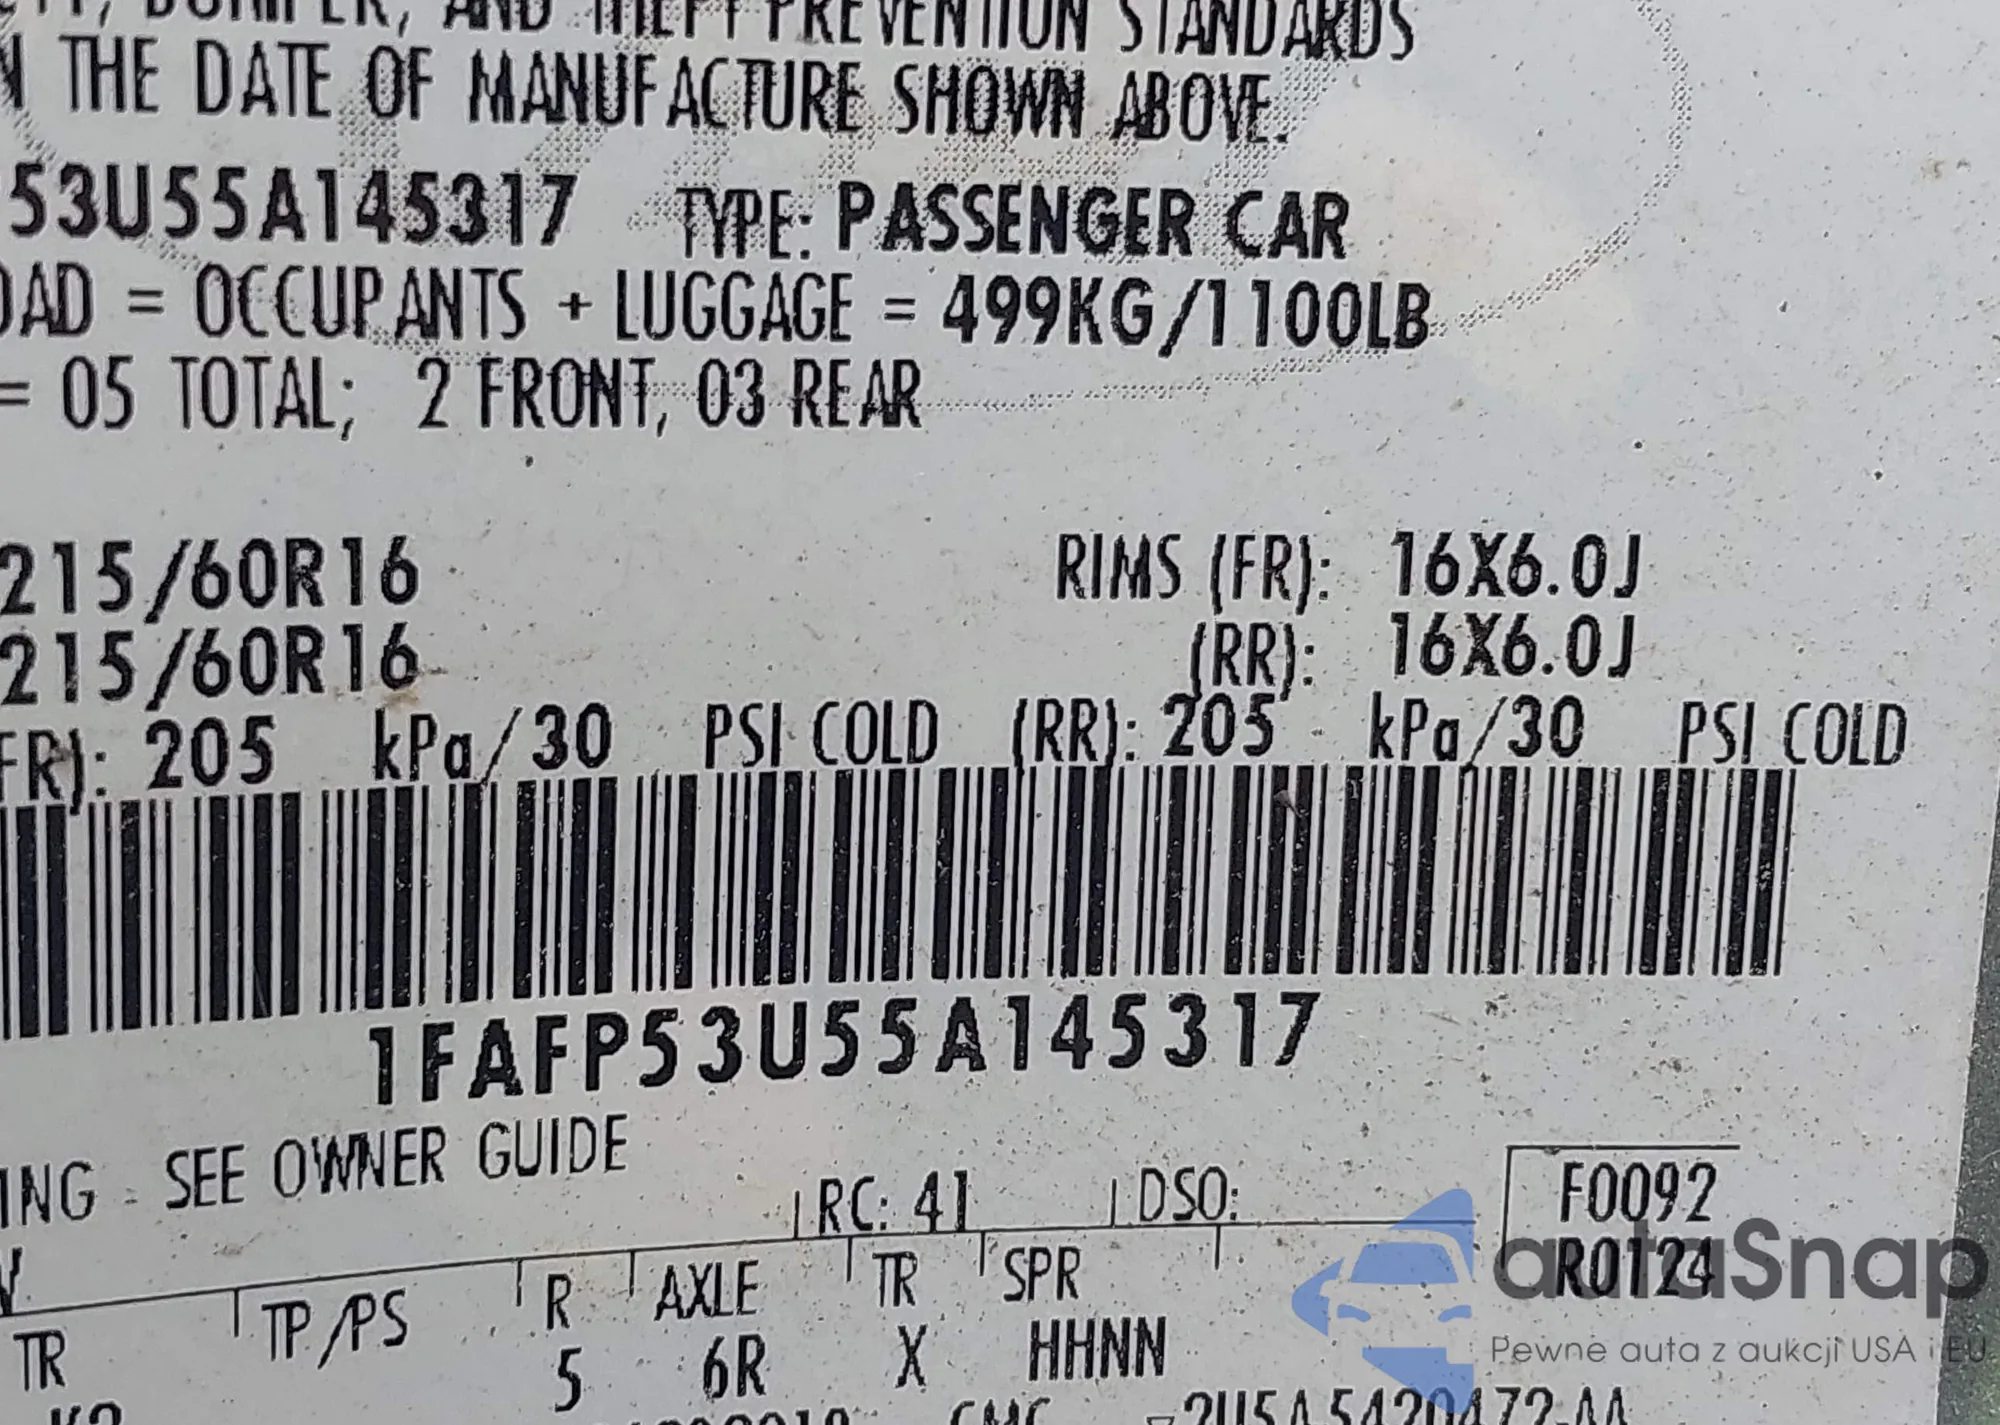 BUMPER, AND THEFT PREVENTION STANDARDS
THE DATE OF MANUFACTURE SHOWN ABOVE.
53U55A145317 TYPE: PASSENGER CAR
OAD = OCCUPANTS + LUGGAGE = 499KG/1100LB
= 05 TOTAL; 2 FRONT, 03 REAR
215/60R16 RIMS (FR): 16X6.0J
215/60R16 (RR): 16X6.0J
FR): 205 kPa/30 PSI COLD (RR): 205 kPa/30 PSI COLD
1FAFP53U55A145317
ING - SEE OWNER GUIDE
RC: 41 DSO: F0092
R0124
TR TP/PS R AXLE TR SPR
5 6R X HHNN
autaSnap
Pewne auta z aukcji USA i EU